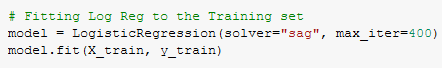 # Fitting Log Reg to the Training set
model = LogisticRegression(solver="sag", max_iter=400)
model.fit(X_train, y_train)